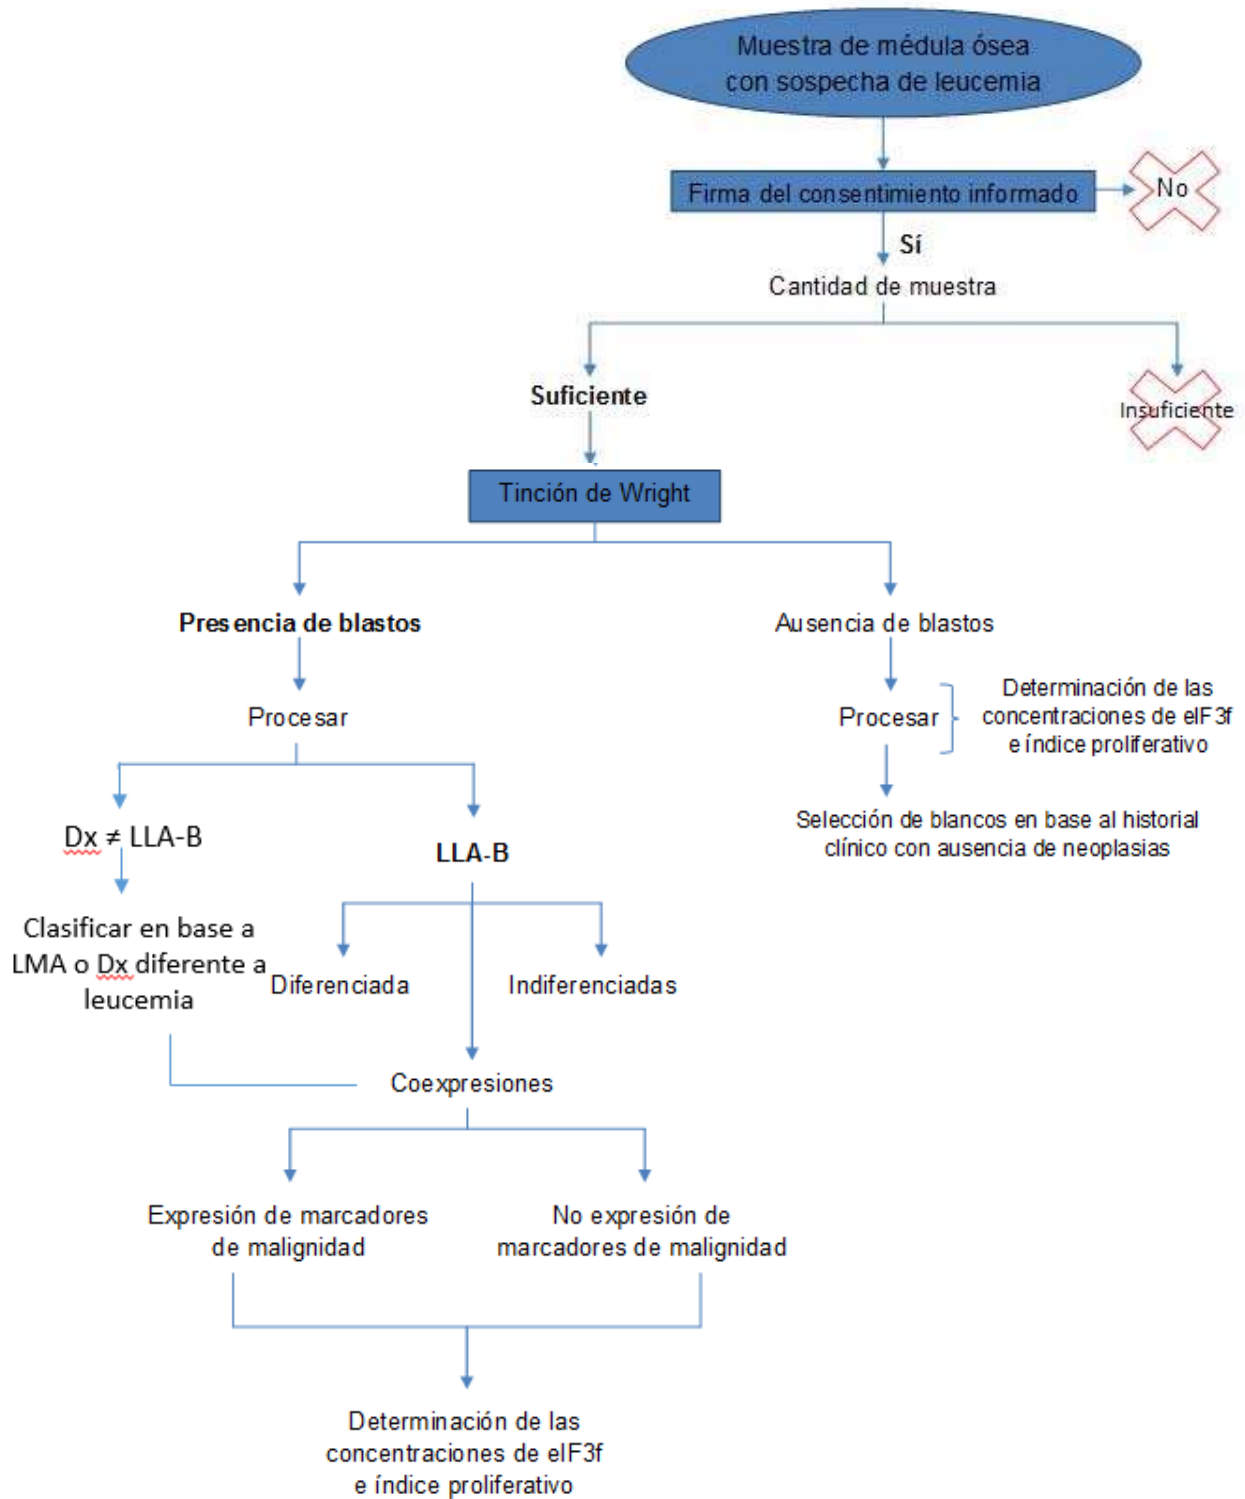 Muestra de médula ósea
con sospecha de leucemia
Firma del consentimiento informado
No
Sí
Cantidad de muestra
Suficiente
Insuficiente
Tinción de Wright
Presencia de blastos
Ausencia de blastos
Procesar
Procesar
Determinación de las
concentraciones de eIF3f
e índice proliferativo
Selección de blancos en base al historial
clínico con ausencia de neoplasias
Dx ≠ LLA-B
LLA-B
Clasificar en base a
LMA o Dx diferente a
leucemia
Diferenciada
Indiferenciadas
Coexpresiones
Expresión de marcadores
de malignidad
No expresión de
marcadores de malignidad
Determinación de las
concentraciones de eIF3f
e índice proliferativo